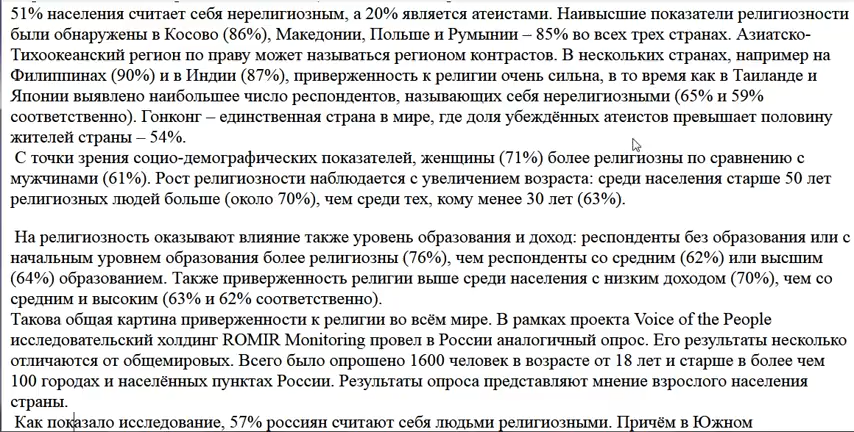 51% населения считает себя нерелигиозным, а 20% является атеистами. Наивысшие показатели религиозности
были обнаружены в Косово (86%), Македонии, Польше и Румынии – 85% во всех трех странах. Азиатско-
Тихоокеанский регион по праву может называться регионом контрастов. В нескольких странах, например на
Филиппинах (90%) и в Индии (87%), приверженность к религии очень сильна, в то время как в Таиланде и
Японии выявлено наибольшее число респондентов, называющих себя нерелигиозными (65% и 59%
соответственно). Гонконг – единственная страна в мире, где доля убеждённых атеистов превышает половину
жителей страны – 54%.
С точки зрения социо-демографических показателей, женщины (71%) более религиозны по сравнению с
мужчинами (61%). Рост религиозности наблюдается с увеличением возраста: среди населения старше 50 лет
религиозных людей больше (около 70%), чем среди тех, кому менее 30 лет (63%).
На религиозность оказывают влияние также уровень образования и доход: респонденты без образования или с
начальным уровнем образования более религиозны (76%), чем респонденты со средним (62%) или высшим
(64%) образованием. Также приверженность религии выше среди населения с низким доходом (70%), чем со
средним и высоким (63% и 62% соответственно).
Такова общая картина приверженности к религии во всём мире. В рамках проекта Voice of the People
исследовательский холдинг ROMIR Monitoring провел в России аналогичный опрос. Его результаты несколько
отличаются от общемировых. Всего было опрошено 1600 человек в возрасте от 18 лет и старше в более чем
100 городах и населённых пунктах России. Результаты опроса представляют мнение взрослого населения
страны.
Как показало исследование, 57% россиян считают себя людьми религиозными. Причём в Южном